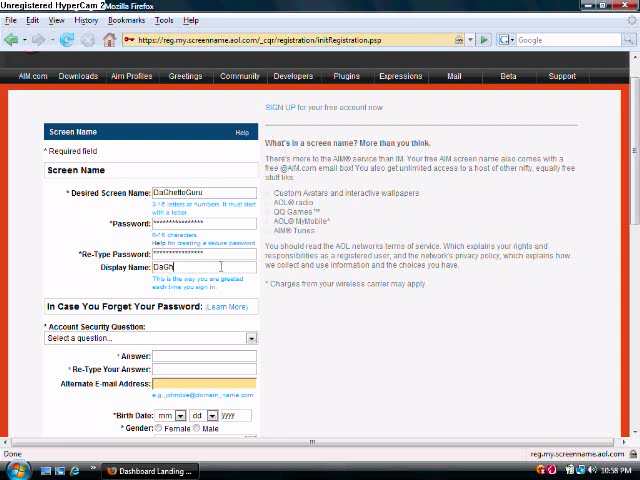 Unregistered HyperCam 2
Mozilla Firefox
File Edit View History Bookmarks Tools Help
https://reg.my.screenname.aol.com/_cqr/registration/initRegistration.psp
Google
AIM.com Downloads Aim Profiles Greetings Community Developers Plugins Expressions Mail Beta Support
SIGN UP for your free account now
Screen Name Help
* Required field
Screen Name
* Desired Screen Name: DaGhettoGuru
3-16 letters or numbers. It must start
with a letter.
*Password: ****************
6-16 characters.
Help for creating a secure password
*Re-Type Password: ****************
Display Name: DaGh
This is the way you are greeted
each time you sign in.
In Case You Forget Your Password: (Learn More)
* Account Security Question:
Select a question...
* Answer:
* Re-Type Your Answer:
Alternate E-mail Address:
e.g. johndoe@domain_name.com
*Birth Date: mm dd yyyy
* Gender: Female Male
What's in a screen name? More than you think.
There's more to the AIM® service than IM. Your free AIM screen name also comes with a
free @AIM.com email box! You also get unlimited access to a host of other nifty, equally free
stuff like:
Custom Avatars and interactive wallpapers
AOL® radio
QQ Games™
AOL® MyMobile*
AIM® Tunes
You should read the AOL networks terms of service. Which explains your rights and
responsibilities as a registered user, and the network's privacy policy, which explains how
we collect and use information and the choices you have.
* Charges from your wireless carrier may apply.
Done
reg.my.screenname.aol.com
Dashboard Landing ...
10:58 PM